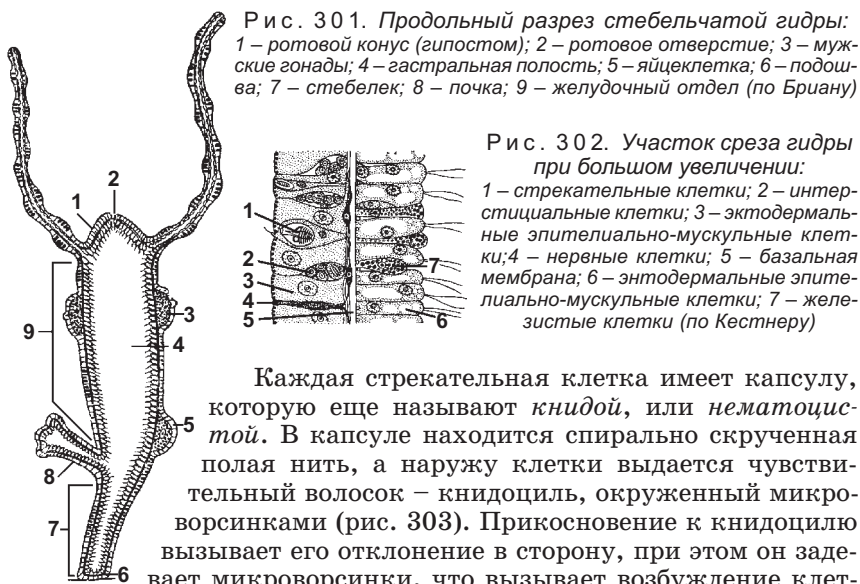 Рис. 301. Продольный разрез стебельчатой гидры:
1 – ротовой конус (гипостом); 2 – ротовое отверстие; 3 – муж-
ские гонады; 4 – гастральная полость; 5 – яйцеклетка; 6 – подош-
ва; 7 – стебелек; 8 – почка; 9 – желудочный отдел (по Бриану)
Рис. 302. Участок среза гидры
при большом увеличении:
1 – стрекательные клетки; 2 – интер-
стициальные клетки; 3 – эктодермаль-
ные эпителиально-мускульные клет-
ки;4 – нервные клетки; 5 – базальная
мембрана; 6 – энтодермальные эпите-
лиально-мускульные клетки; 7 – желе-
зистые клетки (по Кестнеру)
1
2
3
4
5
6
7
8
9
1
2
3
4
5
6
7
Каждая стрекательная клетка имеет капсулу,
которую еще называют книдой, или нематоцис-
той. В капсуле находится спирально скрученная
полая нить, а наружу клетки выдается чувстви-
тельный волосок – книдоциль, окруженный микро-
ворсинками (рис. 303). Прикосновение к книдоцилю
вызывает его отклонение в сторону, при этом он заде-
вает микроворсинки, что вызывает возбуждение клет-